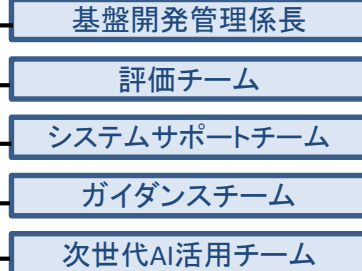 基盤開発管理係長
評価チーム
システムサポートチーム
ガイダンスチーム
次世代AI活用チーム